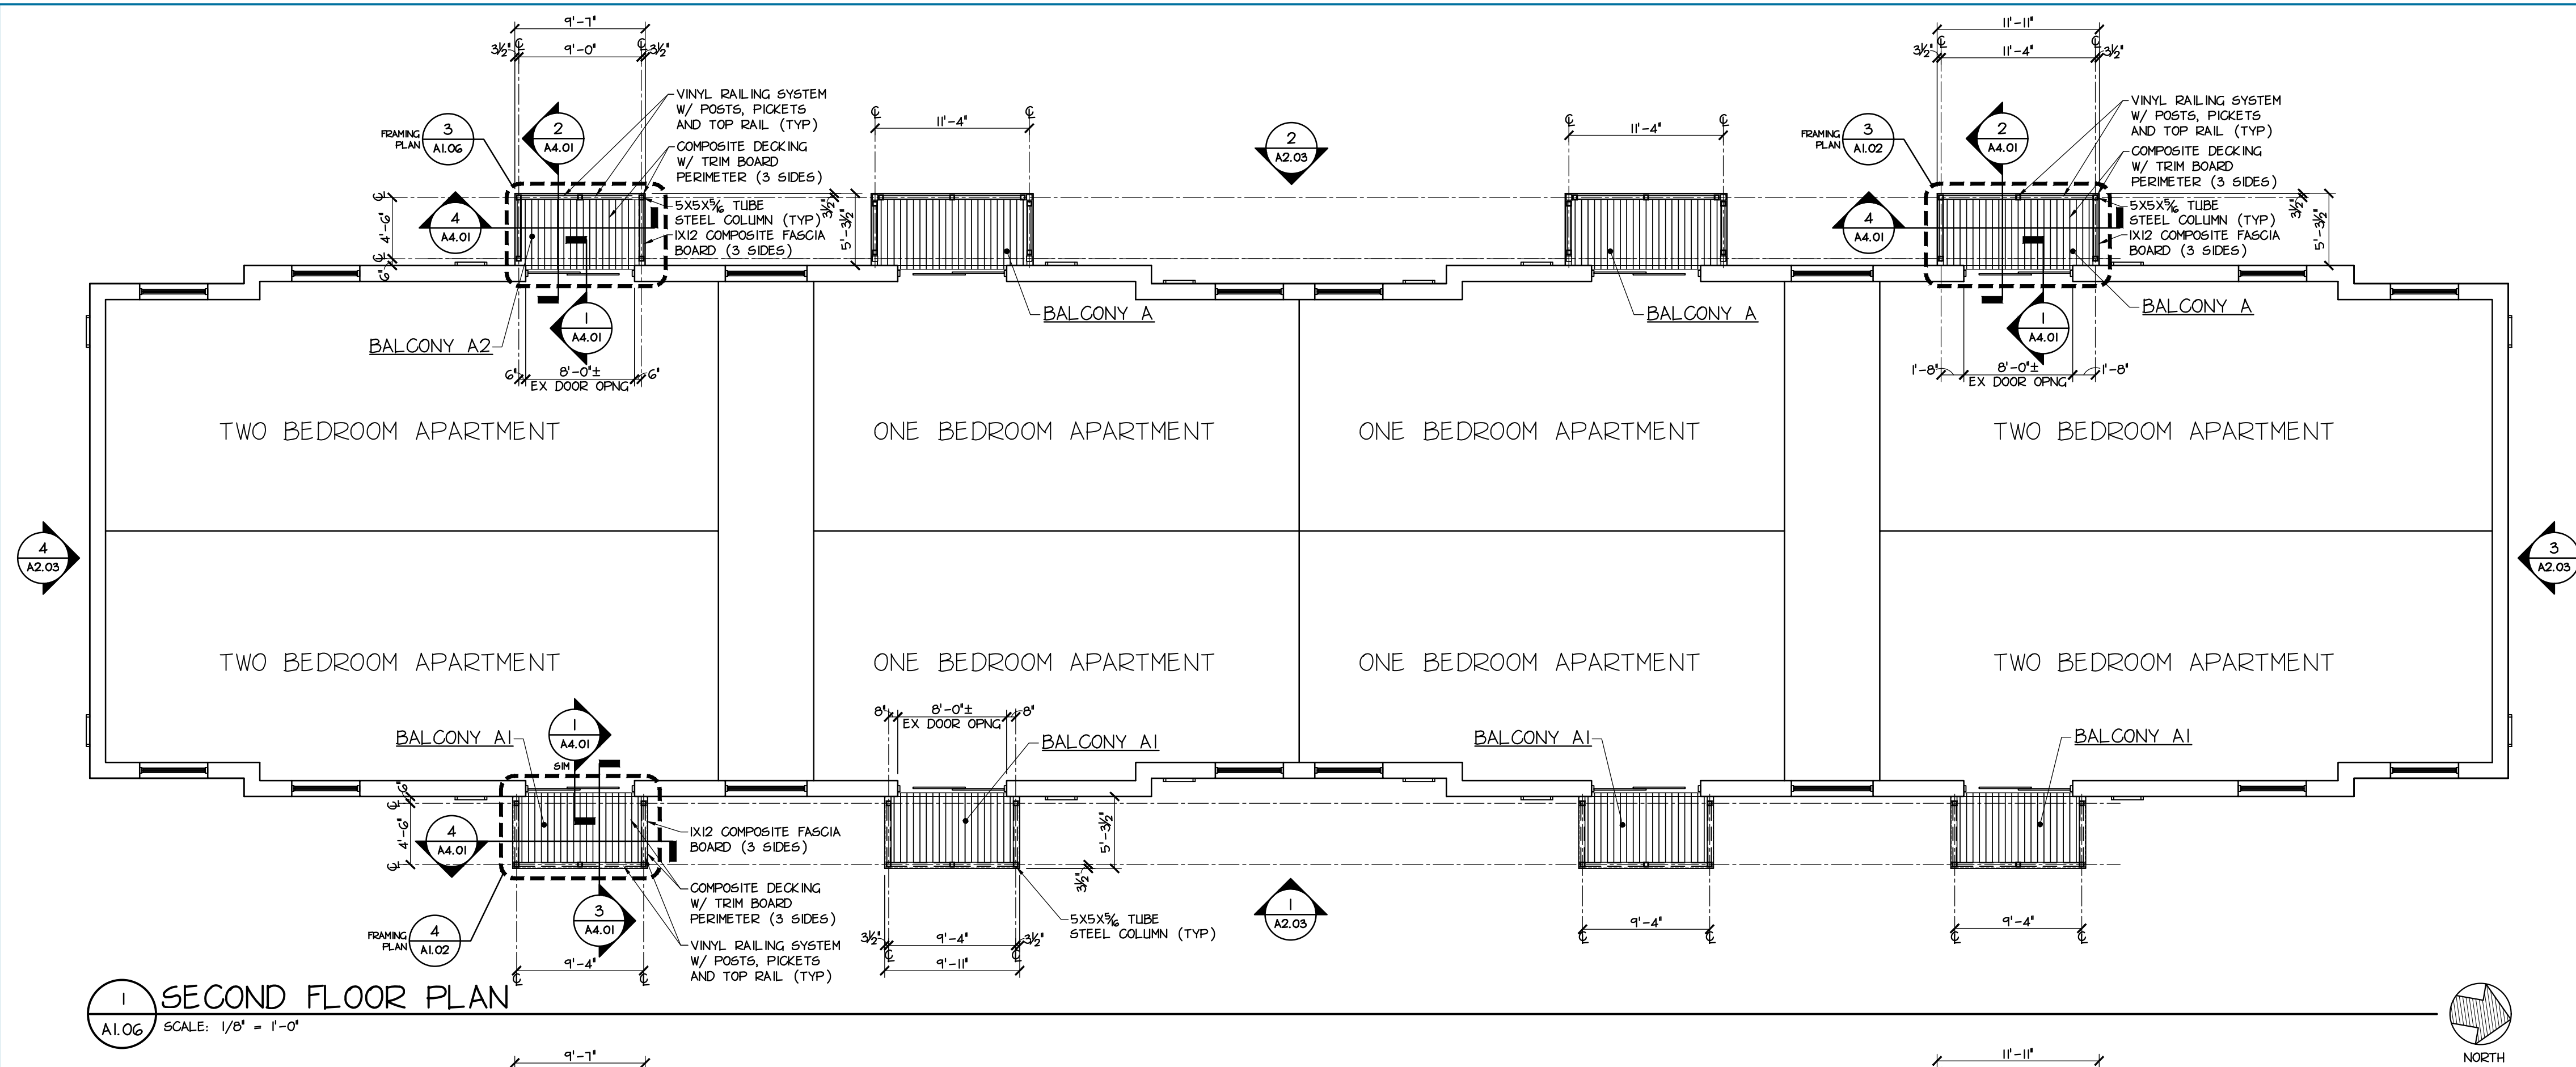 9'-7"
11'-11"
3½" ℄ 9'-0" ℄ 3½"
3½" ℄ 11'-4" ℄ 3½"
VINYL RAILING SYSTEM
W/ POSTS, PICKETS
AND TOP RAIL (TYP)
COMPOSITE DECKING
W/ TRIM BOARD
PERIMETER (3 SIDES)
5X5X5/16 TUBE
STEEL COLUMN (TYP)
1X12 COMPOSITE FASCIA
BOARD (3 SIDES)
FRAMING
PLAN
3
A1.06
2
A4.01
4
A4.01
1
A4.01
℄ 4'-6" ℄
6"
3½"
5'-3½"
BALCONY A2
6" 8'-0"± 6"
EX DOOR OPNG
℄ 11'-4" ℄
BALCONY A
2
A2.03
℄ 11'-4" ℄
BALCONY A
FRAMING
PLAN
3
A1.02
2
A4.01
4
A4.01
1
A4.01
VINYL RAILING SYSTEM
W/ POSTS, PICKETS
AND TOP RAIL (TYP)
COMPOSITE DECKING
W/ TRIM BOARD
PERIMETER (3 SIDES)
5X5X5/16 TUBE
STEEL COLUMN (TYP)
1X12 COMPOSITE FASCIA
BOARD (3 SIDES)
3½"
5'-3½"
BALCONY A
1'-8" 8'-0"± 1'-8"
EX DOOR OPNG
TWO BEDROOM APARTMENT
ONE BEDROOM APARTMENT
ONE BEDROOM APARTMENT
TWO BEDROOM APARTMENT
4
A2.03
3
A2.03
TWO BEDROOM APARTMENT
ONE BEDROOM APARTMENT
ONE BEDROOM APARTMENT
TWO BEDROOM APARTMENT
BALCONY A1
1
A4.01
SIM
8" 8'-0"± 8"
EX DOOR OPNG
BALCONY A1
BALCONY A1
BALCONY A1
6"
℄ 4'-6" ℄
4
A4.01
3
A4.01
FRAMING
PLAN
4
A1.02
1X12 COMPOSITE FASCIA
BOARD (3 SIDES)
COMPOSITE DECKING
W/ TRIM BOARD
PERIMETER (3 SIDES)
VINYL RAILING SYSTEM
W/ POSTS, PICKETS
AND TOP RAIL (TYP)
℄ 9'-4" ℄
5'-3½"
3½"
5X5X5/16 TUBE
STEEL COLUMN (TYP)
3½" 9'-4" 3½"
℄ ℄
9'-11"
1
A2.03
9'-4"
℄ ℄
9'-4"
℄ ℄
1
A1.06
SECOND FLOOR PLAN
SCALE: 1/8" = 1'-0"
NORTH
9'-7"
11'-11"